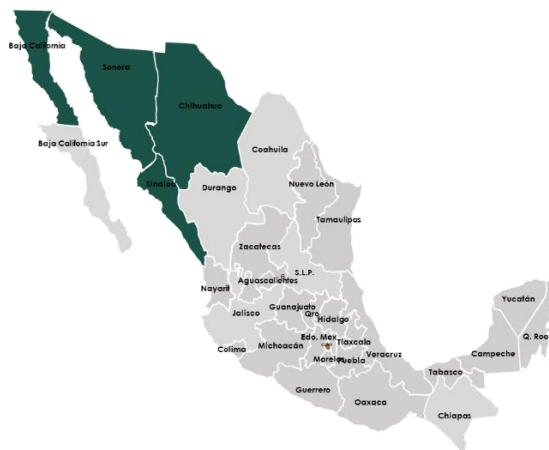 Baja California
Sonora
Chihuahua
Baja California Sur
Coahuila
Sinaloa
Durango
Nuevo León
Tamaulipas
Zacatecas
S.L.P.
Aguascalientes
Nayarit
Guanajuato
Jalisco
Qro
Hidalgo
Yucatán
Q. Roo
Colima
Michoacán
Edo. Mex
Tlaxcala
Veracruz
Campeche
Morelos
Puebla
Tabasco
Guerrero
Oaxaca
Chiapas